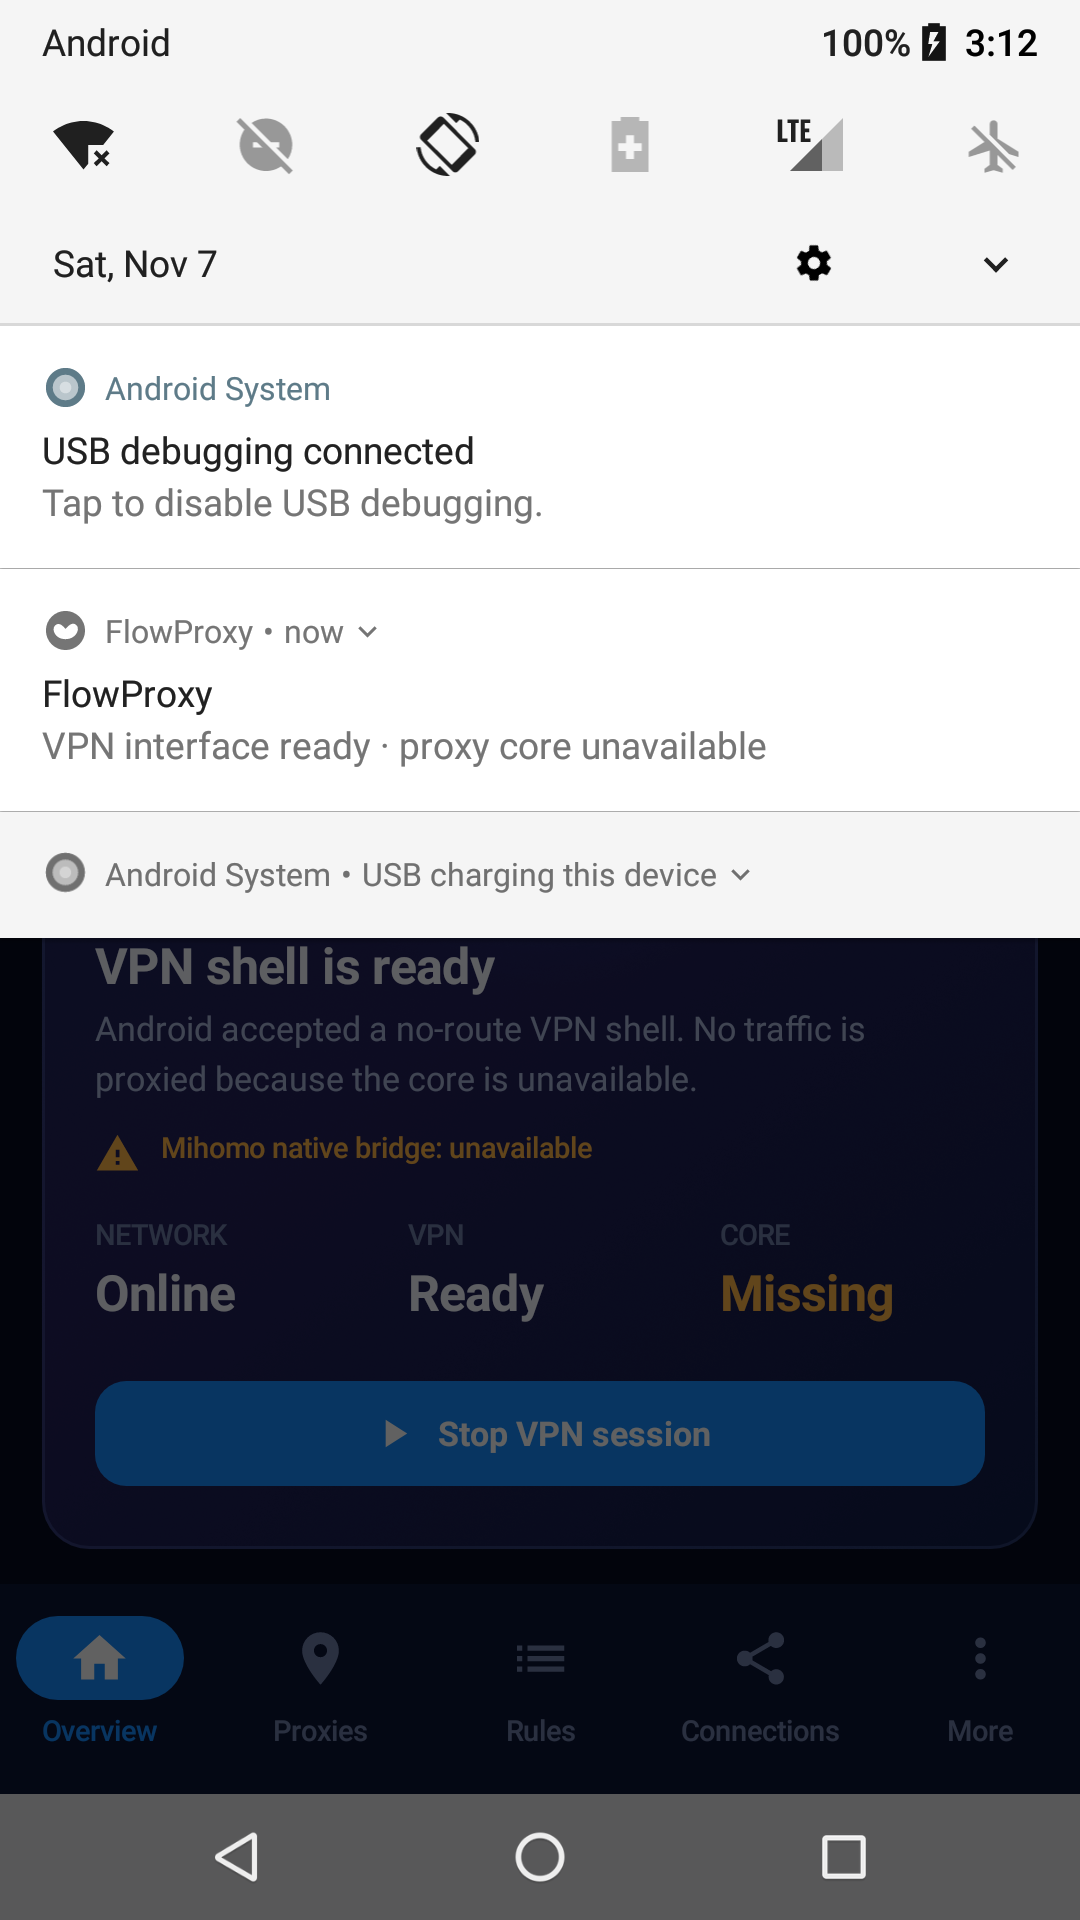 Android
100% 3:12
LTE
Sat, Nov 7
Android System
USB debugging connected
Tap to disable USB debugging.
FlowProxy • now
FlowProxy
VPN interface ready · proxy core unavailable
Android System • USB charging this device
VPN shell is ready
Android accepted a no-route VPN shell. No traffic is
proxied because the core is unavailable.
Mihomo native bridge: unavailable
NETWORK VPN CORE
Online Ready Missing
Stop VPN session
Overview Proxies Rules Connections More